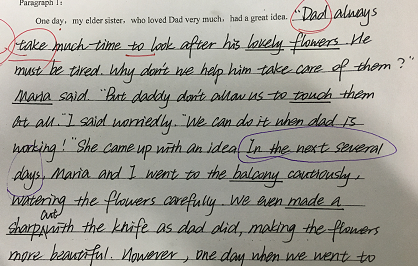 Paragraph 1:
One day, my elder sister, who loved Dad very much, had a great idea. "Dad always
take much time to look after his lovely flowers. He
must be tired. Why don't we help him take care of them?"
Maria said. "But daddy don't allow us to touch them
at all." I said worriedly. "We can do it when dad is
working!" She came up with an idea. In the next several
days, Maria and I went to the balcony cautiously,
watering the flowers carefully. We even made a
sharp cut with the knife as dad did, making the flowers
more beautiful. However, one day when we went to